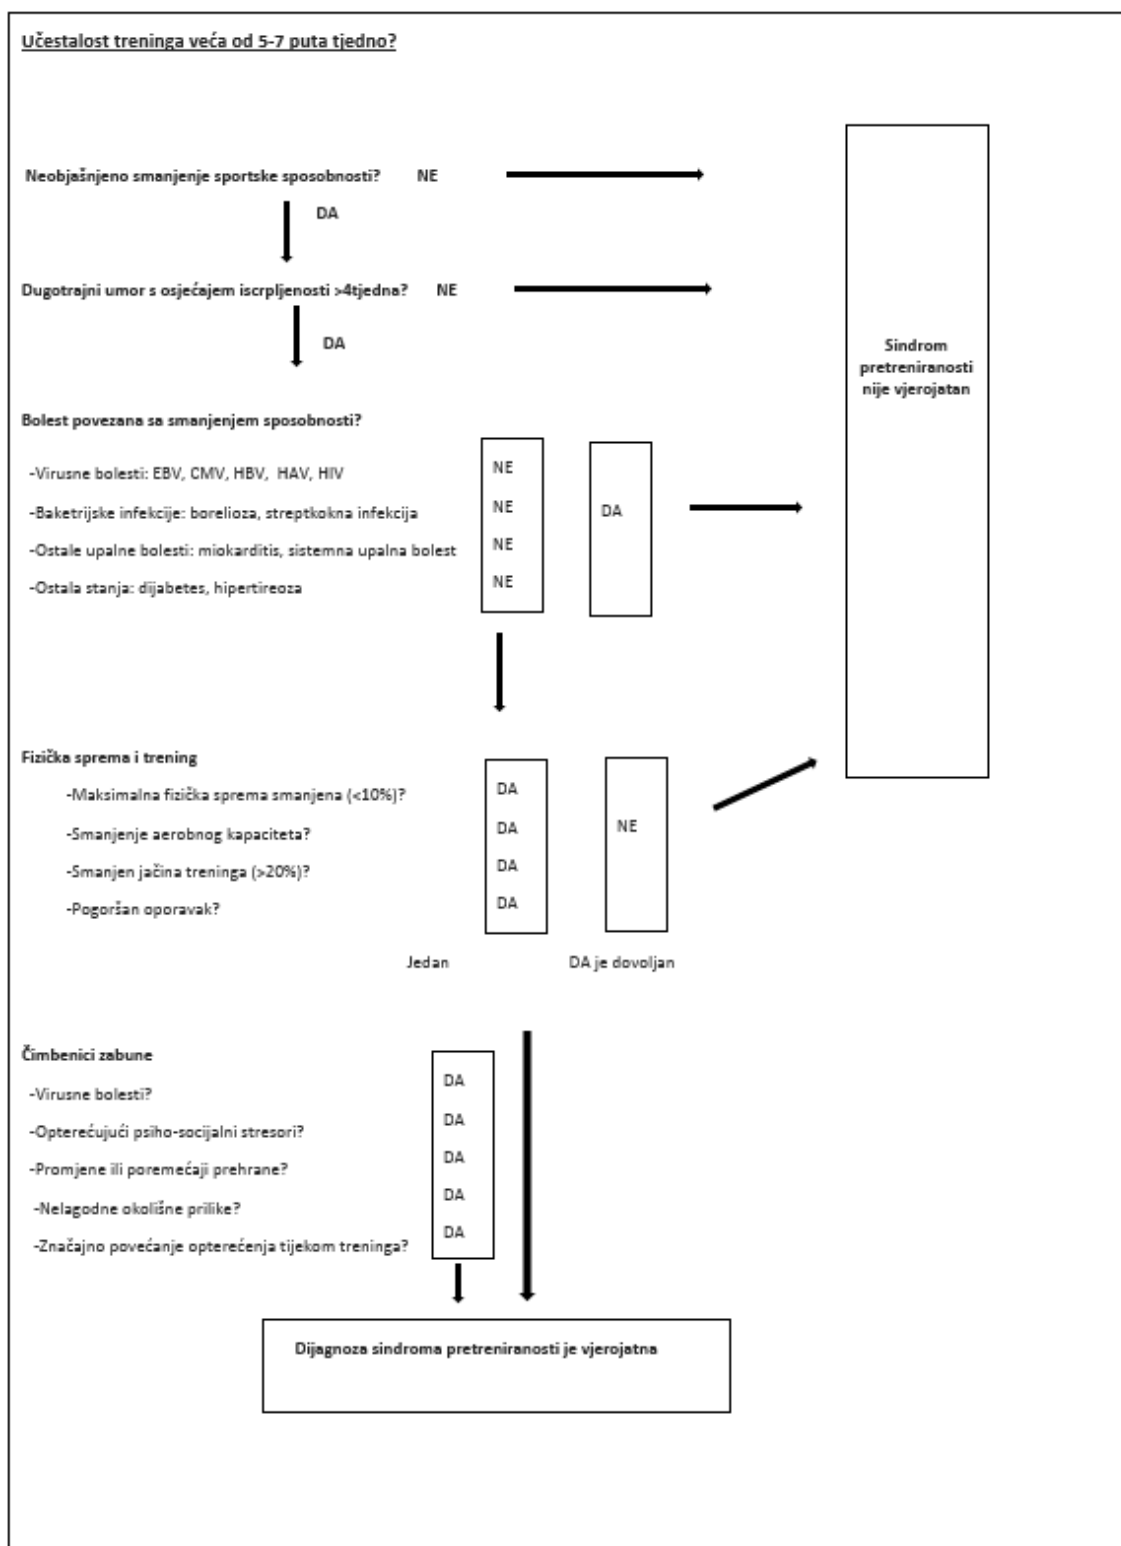 Učestalost treninga veća od 5-7 puta tjedno?
Neobjašnjeno smanjenje sportske sposobnosti? NE
DA
Dugotrajni umor s osjećajem iscrpljenosti >4tjedna? NE
DA
Sindrom
pretreniranosti
nije vjerojatan
Bolest povezana sa smanjenjem sposobnosti?
-Virusne bolesti: EBV, CMV, HBV, HAV, HIV NE
-Baketrijske infekcije: borelioza, streptkokna infekcija NE DA
-Ostale upalne bolesti: miokarditis, sistemna upalna bolest NE
-Ostala stanja: dijabetes, hipertireoza NE
Fizička sprema i trening
-Maksimalna fizička sprema smanjena (<10%)? DA
-Smanjenje aerobnog kapaciteta? DA NE
-Smanjen jačina treninga (>20%)? DA
-Pogoršan oporavak? DA
Jedan DA je dovoljan
Čimbenici zabune
-Virusne bolesti? DA
-Opterećujući psiho-socijalni stresori? DA
-Promjene ili poremećaji prehrane? DA
-Nelagodne okolišne prilike? DA
-Značajno povećanje opterećenja tijekom treninga? DA
Dijagnoza sindroma pretreniranosti je vjerojatna